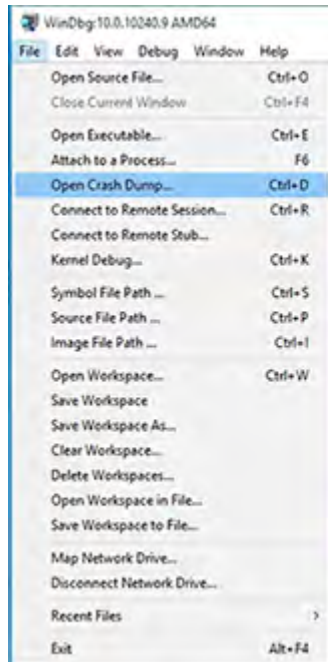 WinDbg:10.0.10240.9 AMD64
File Edit View Debug Window Help
Open Source File... Ctrl+O
Close Current Window Ctrl+F4
Open Executable... Ctrl+E
Attach to a Process... F6
Open Crash Dump... Ctrl+D
Connect to Remote Session... Ctrl+R
Connect to Remote Stub...
Kernel Debug... Ctrl+K
Symbol File Path ... Ctrl+S
Source File Path ... Ctrl+P
Image File Path ... Ctrl+I
Open Workspace... Ctrl+W
Save Workspace
Save Workspace As...
Clear Workspace...
Delete Workspaces...
Open Workspace in File...
Save Workspace to File...
Map Network Drive...
Disconnect Network Drive...
Recent Files
Exit Alt+F4